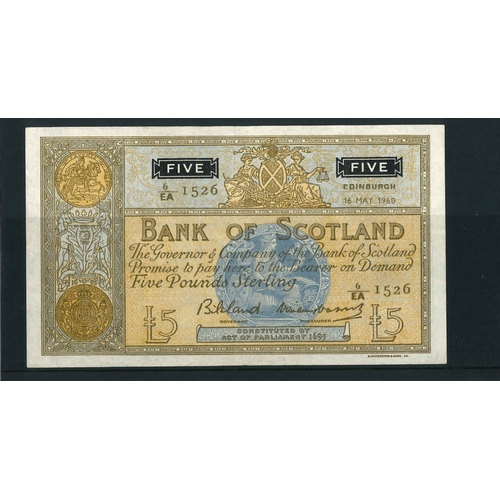 FIVE FIVE
6/EA 1526
EDINBURGH
16 MAY 1960
BANK OF SCOTLAND
The Governor & Company of the Bank of Scotland
Promise to pay here to the Bearer on Demand
Five Pounds Sterling
6/EA 1526
£5 £5
GOVERNOR
CONSTITUTED BY
ACT OF PARLIAMENT 1695